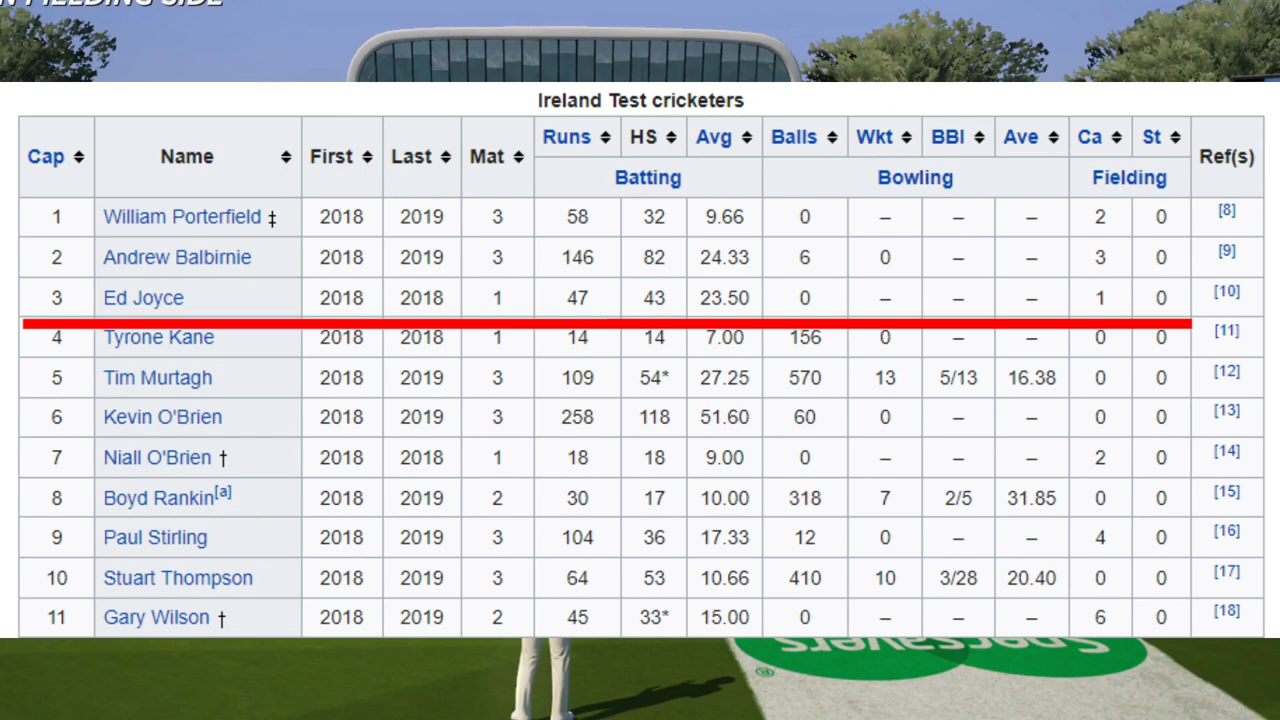 N FIELDING SIDE
Ireland Test cricketers
Cap Name First Last Mat Runs HS Avg Balls Wkt BBI Ave Ca St Ref(s)
Batting Bowling Fielding
1 William Porterfield ‡ 2018 2019 3 58 32 9.66 0 – – – 2 0 [8]
2 Andrew Balbirnie 2018 2019 3 146 82 24.33 6 0 – – 3 0 [9]
3 Ed Joyce 2018 2018 1 47 43 23.50 0 – – – 1 0 [10]
4 Tyrone Kane 2018 2018 1 14 14 7.00 156 0 – – 0 0 [11]
5 Tim Murtagh 2018 2019 3 109 54* 27.25 570 13 5/13 16.38 0 0 [12]
6 Kevin O'Brien 2018 2019 3 258 118 51.60 60 0 – – 0 0 [13]
7 Niall O'Brien † 2018 2018 1 18 18 9.00 0 – – – 2 0 [14]
8 Boyd Rankin[a] 2018 2019 2 30 17 10.00 318 7 2/5 31.85 0 0 [15]
9 Paul Stirling 2018 2019 3 104 36 17.33 12 0 – – 4 0 [16]
10 Stuart Thompson 2018 2019 3 64 53 10.66 410 10 3/28 20.40 0 0 [17]
11 Gary Wilson † 2018 2019 2 45 33* 15.00 0 – – – 6 0 [18]
Specsavers Specsavers
®